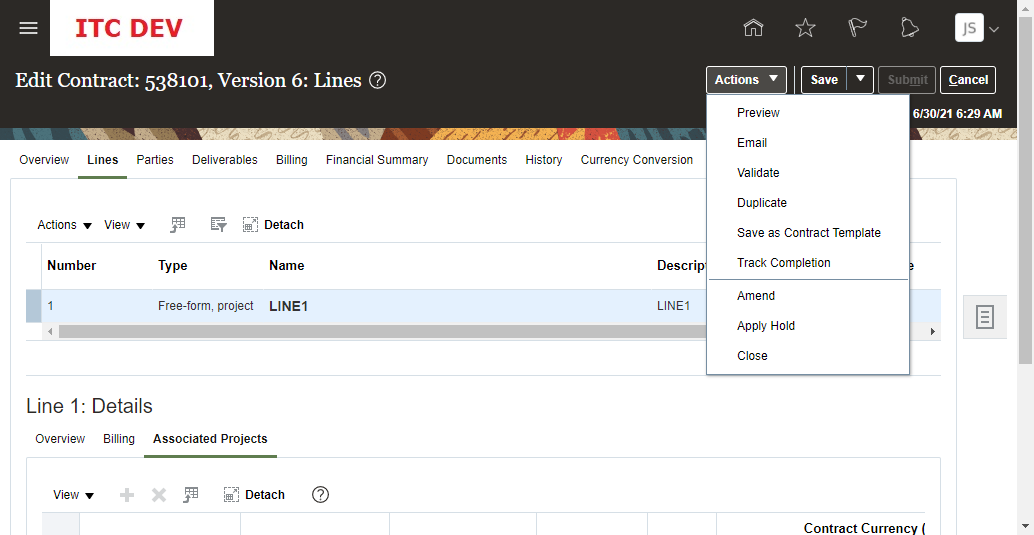 ITC DEV
JS
Edit Contract: 538101, Version 6: Lines ?
Actions Save Submit Cancel
6/30/21 6:29 AM
Preview
Email
Validate
Duplicate
Save as Contract Template
Track Completion
Amend
Apply Hold
Close
Overview Lines Parties Deliverables Billing Financial Summary Documents History Currency Conversion
Actions View Detach
Number Type Name
1 Free-form, project LINE1 LINE1
Line 1: Details
Overview Billing Associated Projects
View Detach ?
Contract Currency (